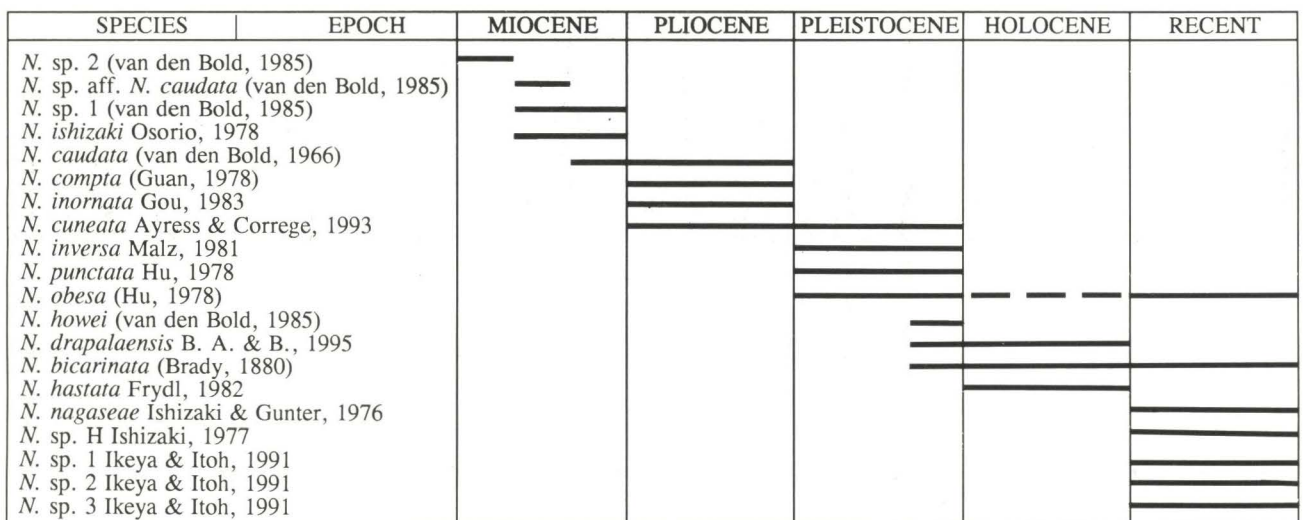 SPECIES EPOCH MIOCENE PLIOCENE PLEISTOCENE HOLOCENE RECENT
N. sp. 2 (van den Bold, 1985)
N. sp. aff. N. caudata (van den Bold, 1985)
N. sp. 1 (van den Bold, 1985)
N. ishizaki Osorio, 1978
N. caudata (van den Bold, 1966)
N. compta (Guan, 1978)
N. inornata Gou, 1983
N. cuneata Ayress & Correge, 1993
N. inversa Malz, 1981
N. punctata Hu, 1978
N. obesa (Hu, 1978)
N. howei (van den Bold, 1985)
N. drapalaensis B. A. & B., 1995
N. bicarinata (Brady, 1880)
N. hastata Frydl, 1982
N. nagaseae Ishizaki & Gunter, 1976
N. sp. H Ishizaki, 1977
N. sp. 1 Ikeya & Itoh, 1991
N. sp. 2 Ikeya & Itoh, 1991
N. sp. 3 Ikeya & Itoh, 1991